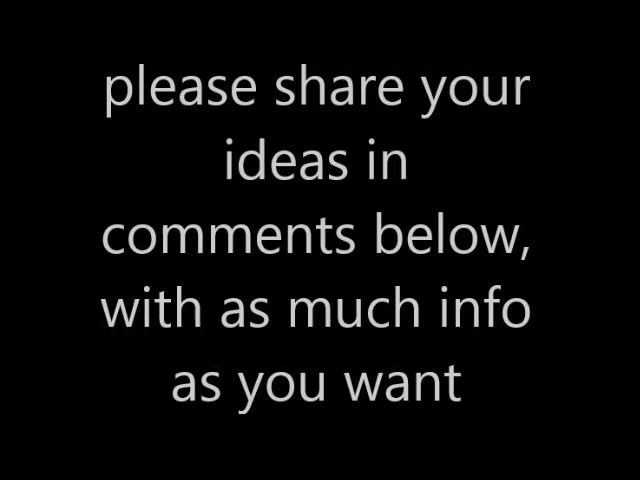 please share your
ideas in
comments below,
with as much info
as you want